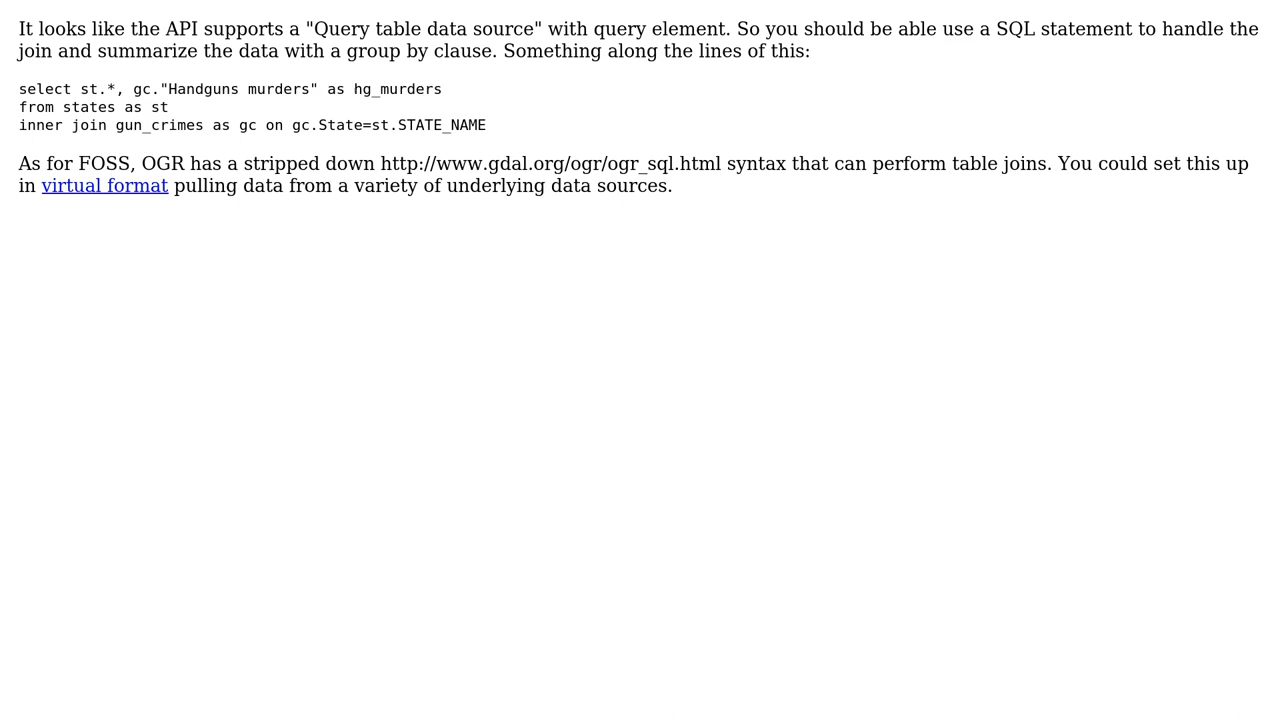 It looks like the API supports a "Query table data source" with query element. So you should be able use a SQL statement to handle the
join and summarize the data with a group by clause. Something along the lines of this:
select st.*, gc."Handguns murders" as hg_murders
from states as st
inner join gun_crimes as gc on gc.State=st.STATE_NAME
As for FOSS, OGR has a stripped down http://www.gdal.org/ogr/ogr_sql.html syntax that can perform table joins. You could set this up
in virtual format pulling data from a variety of underlying data sources.